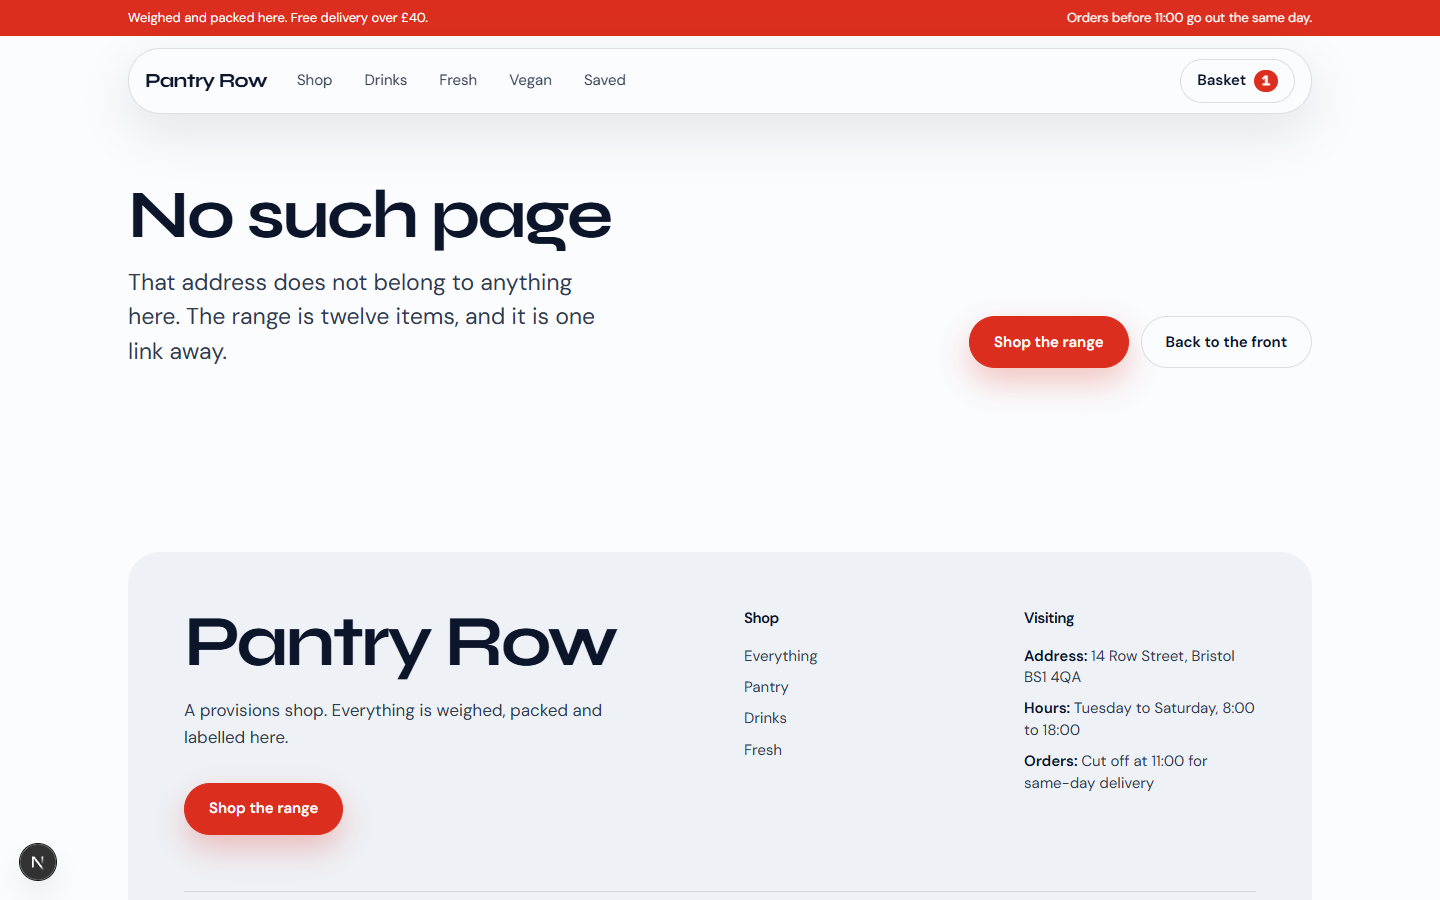 Weighed and packed here. Free delivery over £40.
Orders before 11:00 go out the same day.
Pantry Row
Shop
Drinks
Fresh
Vegan
Saved
Basket 1
No such page
That address does not belong to anything
here. The range is twelve items, and it is one
link away.
Shop the range
Back to the front
Pantry Row
A provisions shop. Everything is weighed, packed and
labelled here.
Shop the range
Shop
Everything
Pantry
Drinks
Fresh
Visiting
Address: 14 Row Street, Bristol
BS1 4QA
Hours: Tuesday to Saturday, 8:00
to 18:00
Orders: Cut off at 11:00 for
same-day delivery
N